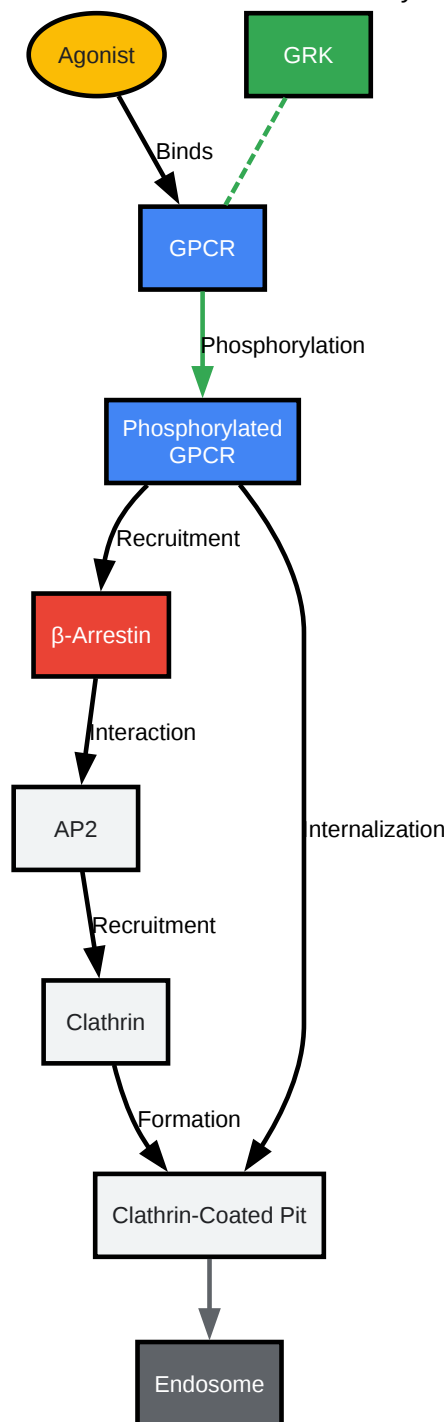 Agonist
GRK
Binds
GPCR
Phosphorylation
Phosphorylated
GPCR
Recruitment
β-Arrestin
Interaction
AP2
Internalization
Recruitment
Clathrin
Formation
Clathrin-Coated Pit
Endosome